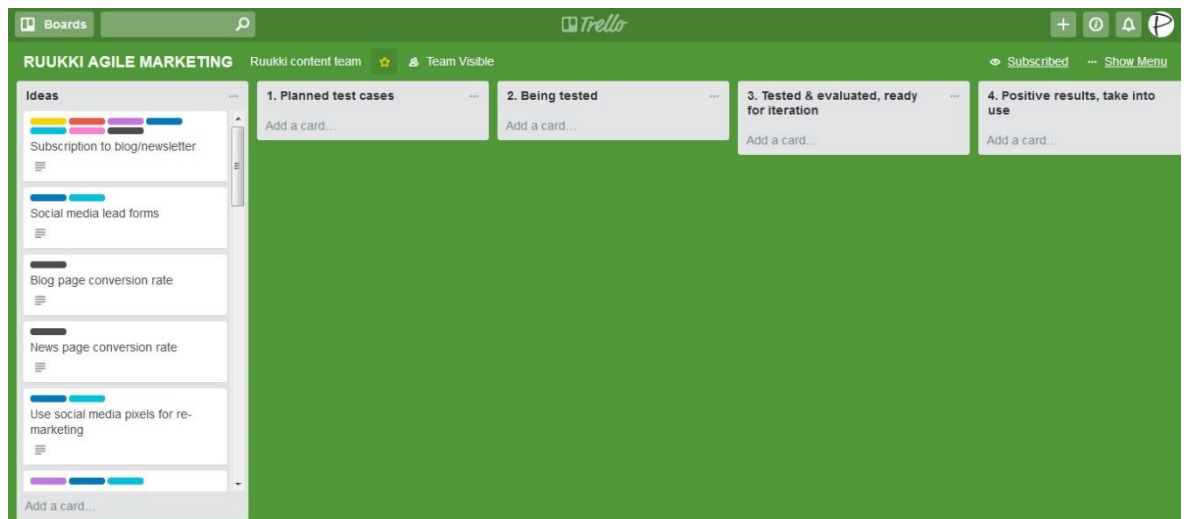 Boards
Trello
RUUKKI AGILE MARKETING Ruukki content team Team Visible
Subscribed ... Show Menu
Ideas
Subscription to blog/newsletter
Social media lead forms
Blog page conversion rate
News page conversion rate
Use social media pixels for re-
marketing
Add a card...
1. Planned test cases
Add a card...
2. Being tested
Add a card...
3. Tested & evaluated, ready
for iteration
Add a card...
4. Positive results, take into
use
Add a card...